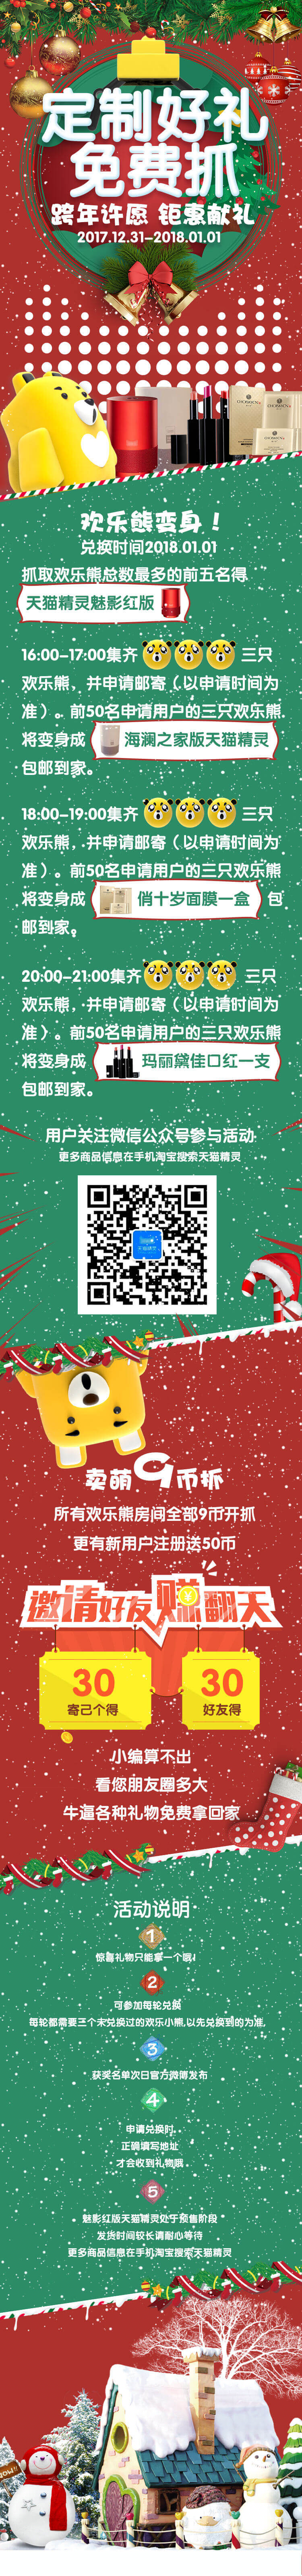 定制好礼
免费抓
跨年许愿 钜惠献礼
2017.12.31-2018.01.01
欢乐熊变身！
兑换时间2018.01.01
抓取欢乐熊总数最多的前五名得
天猫精灵魅影红版
16:00-17:00集齐 三只
欢乐熊，并申请邮寄（以申请时间为
准）。前50名申请用户的三只欢乐熊
将变身成 海澜之家版天猫精灵
包邮到家。
18:00-19:00集齐 三只
欢乐熊，并申请邮寄（以申请时间为
准）。前50名申请用户的三只欢乐熊
将变身成 俏十岁面膜一盒 包
邮到家。
20:00-21:00集齐 三只
欢乐熊，并申请邮寄（以申请时间为
准）。前50名申请用户的三只欢乐熊
将变身成 玛丽黛佳口红一支
包邮到家。
用户关注微信公众号参与活动
更多商品信息在手机淘宝搜索天猫精灵
卖萌9币抓
所有欢乐熊房间全部9币开抓
更有新用户注册送50币
邀请好友赚翻天
30 30
寄己个得 好友得
小编算不出
看您朋友圈多大
牛逼各种礼物免费拿回家
活动说明
1
惊喜礼物只能拿一个哦！
2
可参加每轮兑换
每轮都需要三个未兑换过的欢乐小熊,以先兑换到的为准。
3
获奖名单次日官方微博发布
4
申请兑换时
正确填写地址
才会收到礼物哦
5
魅影红版天猫精灵处于预售阶段
发货时间较长请耐心等待
更多商品信息在手机淘宝搜索天猫精灵